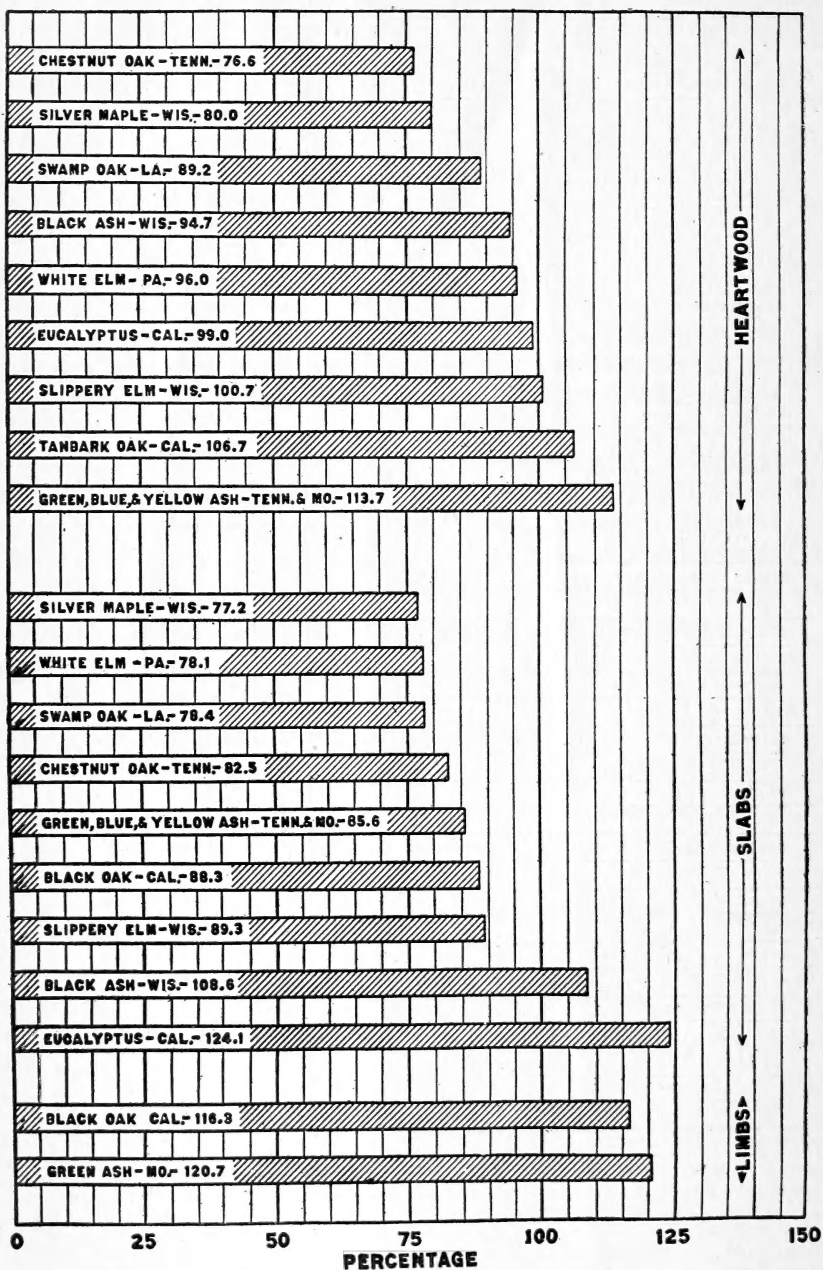 CHESTNUT OAK-TENN.-76.6
SILVER MAPLE-WIS.-80.0
SWAMP OAK-LA.-89.2
BLACK ASH-WIS.-94.7
WHITE ELM-PA.-96.0
EUCALYPTUS-CAL.-99.0
SLIPPERY ELM-WIS.-100.7
TANBARK OAK-CAL.-106.7
GREEN, BLUE, & YELLOW ASH-TENN. & MO.-113.7
HEARTWOOD
SILVER MAPLE-WIS.-77.2
WHITE ELM-PA.-78.1
SWAMP OAK-LA.-78.4
CHESTNUT OAK-TENN.-82.5
GREEN, BLUE, & YELLOW ASH-TENN. & MO.-85.6
BLACK OAK-CAL.-88.3
SLIPPERY ELM-WIS.-89.3
BLACK ASH-WIS.-108.6
EUCALYPTUS-CAL.-124.1
SLABS
BLACK OAK CAL.-116.3
GREEN ASH-MO.-120.7
LIMBS
0 25 50 75 100 125 150
PERCENTAGE